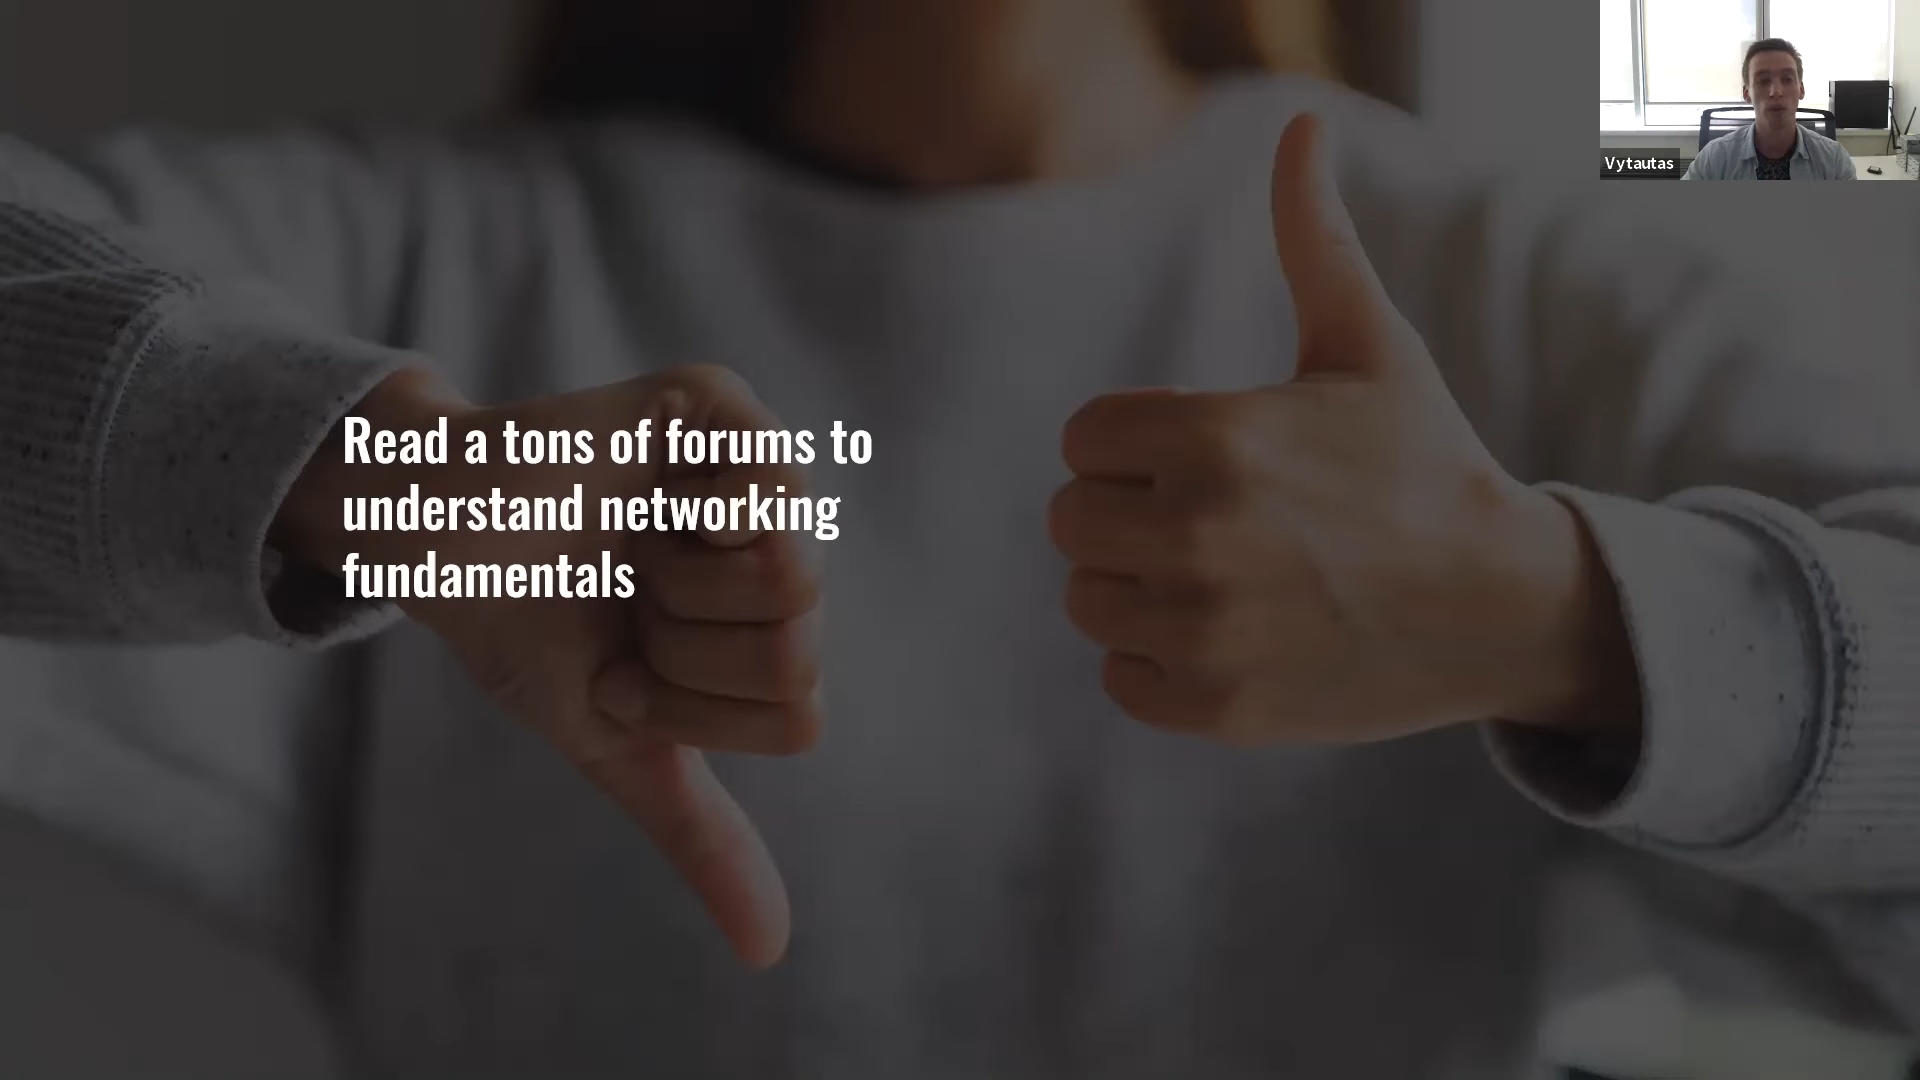 Vytautas
Read a tons of forums to
understand networking
fundamentals